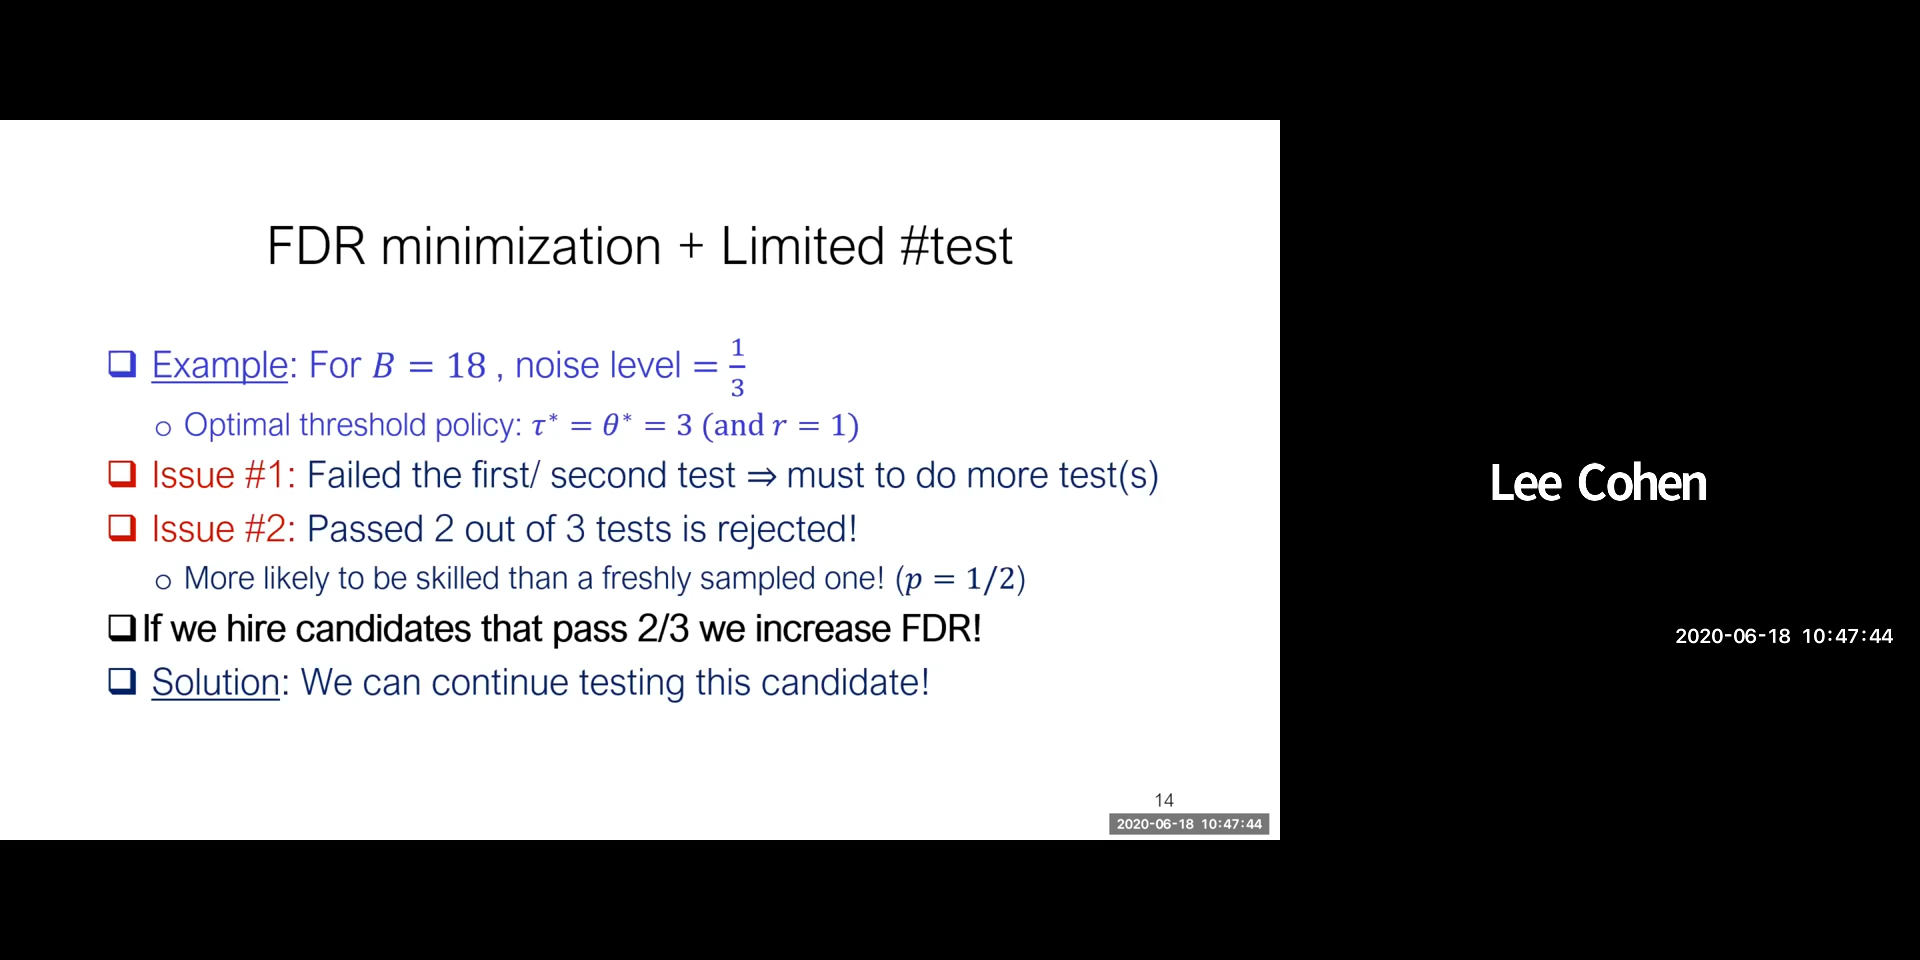 FDR minimization + Limited #test
❑ Example: For B = 18 , noise level = 1/3
○ Optimal threshold policy: τ* = θ* = 3 (and r = 1)
❑ Issue #1: Failed the first/ second test ⇒ must to do more test(s)
❑ Issue #2: Passed 2 out of 3 tests is rejected!
○ More likely to be skilled than a freshly sampled one! (p = 1/2)
❑ If we hire candidates that pass 2/3 we increase FDR!
❑ Solution: We can continue testing this candidate!
14
2020-06-18 10:47:44
Lee Cohen
2020-06-18 10:47:44